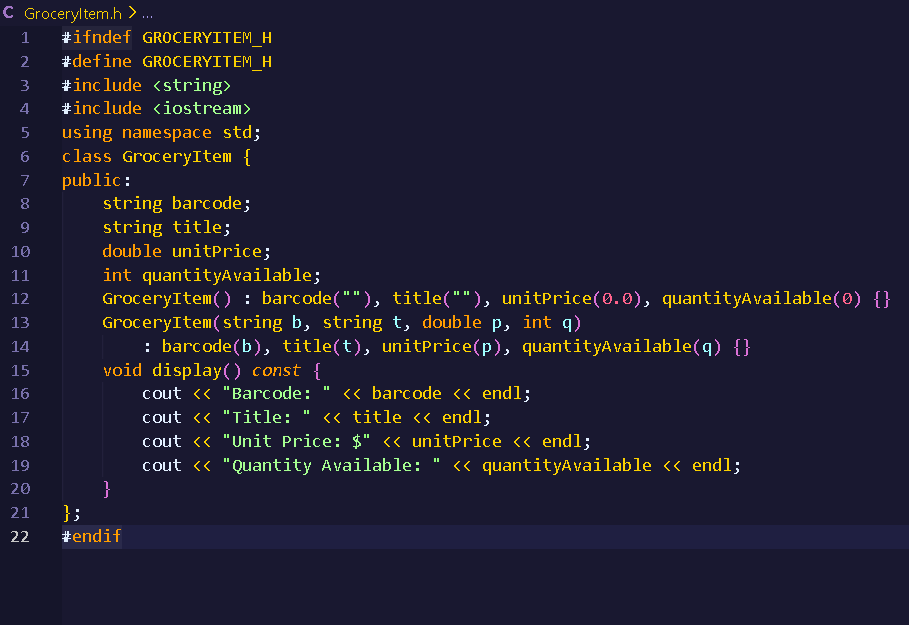 GroceryItem.h > ...
1 #ifndef GROCERYITEM_H
2 #define GROCERYITEM_H
3 #include <string>
4 #include <iostream>
5 using namespace std;
6 class GroceryItem {
7 public:
8     string barcode;
9     string title;
10     double unitPrice;
11     int quantityAvailable;
12     GroceryItem() : barcode(""), title(""), unitPrice(0.0), quantityAvailable(0) {}
13     GroceryItem(string b, string t, double p, int q)
14         : barcode(b), title(t), unitPrice(p), quantityAvailable(q) {}
15     void display() const {
16         cout << "Barcode: " << barcode << endl;
17         cout << "Title: " << title << endl;
18         cout << "Unit Price: $" << unitPrice << endl;
19         cout << "Quantity Available: " << quantityAvailable << endl;
20     }
21 };
22 #endif